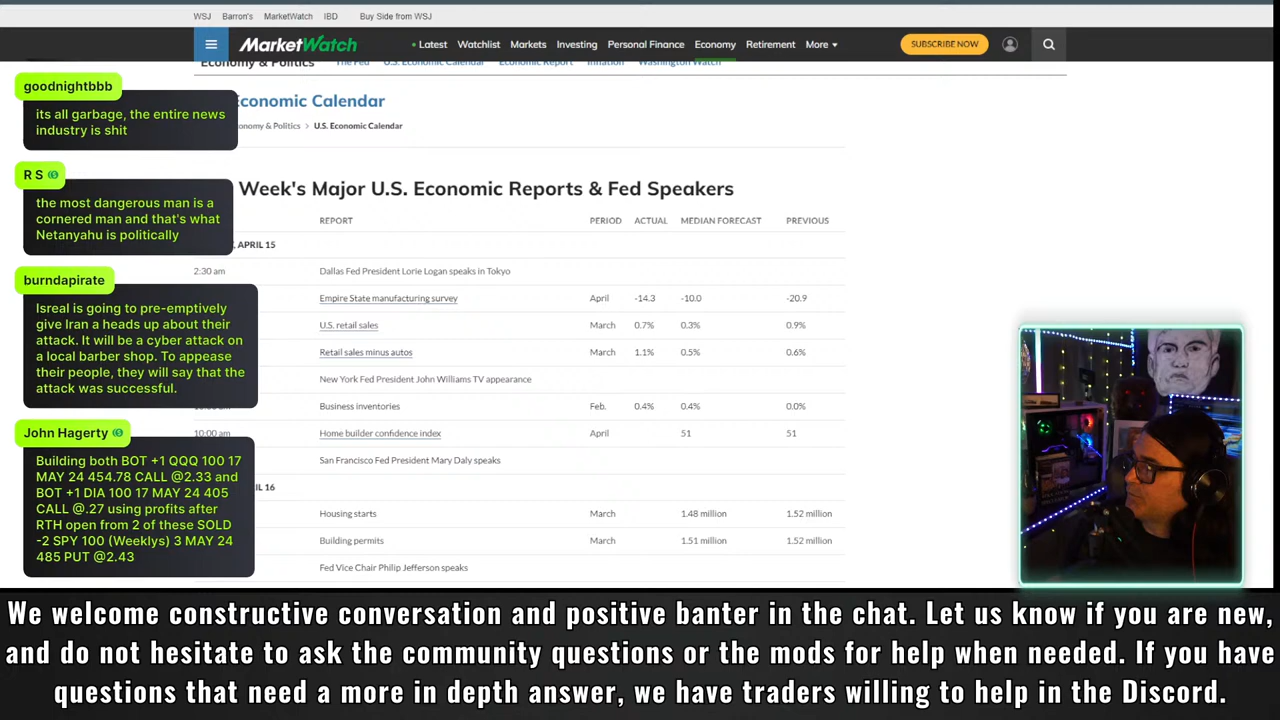 WSJ Barron's MarketWatch IBD Buy Side from WSJ
MarketWatch Latest Watchlist Markets Investing Personal Finance Economy Retirement More SUBSCRIBE NOW
Economy & Politics The Fed U.S. Economic Calendar Economic Report Inflation Washington Watch
Economic Calendar
onomy & Politics > U.S. Economic Calendar
Week's Major U.S. Economic Reports & Fed Speakers
REPORT PERIOD ACTUAL MEDIAN FORECAST PREVIOUS
APRIL 15
2:30 am Dallas Fed President Lorie Logan speaks in Tokyo
Empire State manufacturing survey April -14.3 -10.0 -20.9
U.S. retail sales March 0.7% 0.3% 0.9%
Retail sales minus autos March 1.1% 0.5% 0.6%
New York Fed President John Williams TV appearance
Business inventories Feb. 0.4% 0.4% 0.0%
10:00 am Home builder confidence index April 51 51
San Francisco Fed President Mary Daly speaks
IL 16
Housing starts March 1.48 million 1.52 million
Building permits March 1.51 million 1.52 million
Fed Vice Chair Philip Jefferson speaks
goodnightbbb
its all garbage, the entire news
industry is shit
R S
the most dangerous man is a
cornered man and that's what
Netanyahu is politically
burndapirate
Isreal is going to pre-emptively
give Iran a heads up about their
attack. It will be a cyber attack on
a local barber shop. To appease
their people, they will say that the
attack was successful.
John Hagerty
Building both BOT +1 QQQ 100 17
MAY 24 454.78 CALL @2.33 and
BOT +1 DIA 100 17 MAY 24 405
CALL @.27 using profits after
RTH open from 2 of these SOLD
-2 SPY 100 (Weeklys) 3 MAY 24
485 PUT @2.43
We welcome constructive conversation and positive banter in the chat. Let us know if you are new,
and do not hesitate to ask the community questions or the mods for help when needed. If you have
questions that need a more in depth answer, we have traders willing to help in the Discord.